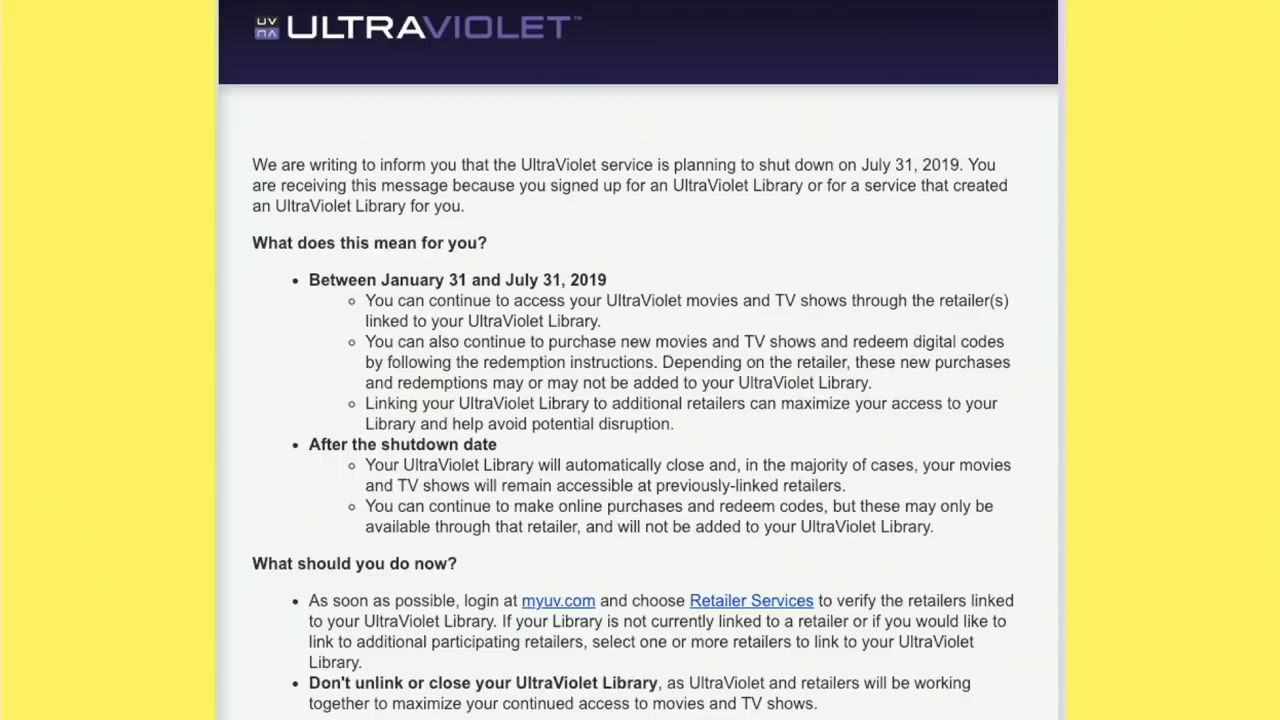 UV ULTRAVIOLET™
We are writing to inform you that the UltraViolet service is planning to shut down on July 31, 2019. You
are receiving this message because you signed up for an UltraViolet Library or for a service that created
an UltraViolet Library for you.
What does this mean for you?
• Between January 31 and July 31, 2019
◦ You can continue to access your UltraViolet movies and TV shows through the retailer(s)
linked to your UltraViolet Library.
◦ You can also continue to purchase new movies and TV shows and redeem digital codes
by following the redemption instructions. Depending on the retailer, these new purchases
and redemptions may or may not be added to your UltraViolet Library.
◦ Linking your UltraViolet Library to additional retailers can maximize your access to your
Library and help avoid potential disruption.
• After the shutdown date
◦ Your UltraViolet Library will automatically close and, in the majority of cases, your movies
and TV shows will remain accessible at previously-linked retailers.
◦ You can continue to make online purchases and redeem codes, but these may only be
available through that retailer, and will not be added to your UltraViolet Library.
What should you do now?
• As soon as possible, login at myuv.com and choose Retailer Services to verify the retailers linked
to your UltraViolet Library. If your Library is not currently linked to a retailer or if you would like to
link to additional participating retailers, select one or more retailers to link to your UltraViolet
Library.
• Don't unlink or close your UltraViolet Library, as UltraViolet and retailers will be working
together to maximize your continued access to movies and TV shows.